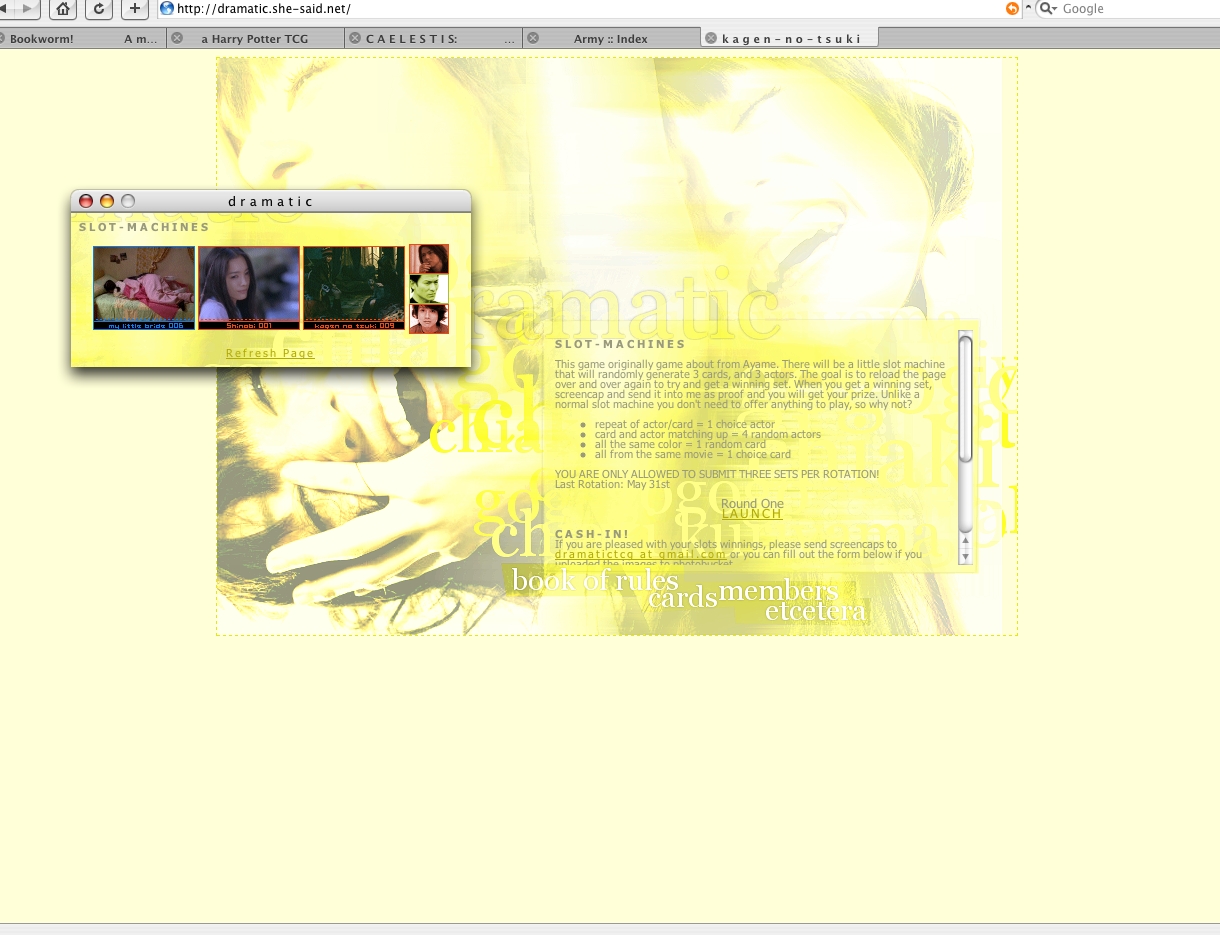 http://dramatic.she-said.net/
Google
Bookworm! A m...
a Harry Potter TCG
C A E L E S T I S: ...
Army :: Index
k a g e n - n o - t s u k i
dramatic
SLOT-MACHINES
my little bride 006
Shinobi 001
kagen no tsuki 009
Refresh Page
dramatic
SLOT-MACHINES
This game originally game about from Ayame. There will be a little slot machine
that will randomly generate 3 cards, and 3 actors. The goal is to reload the page
over and over again to try and get a winning set. When you get a winning set,
screencap and send it into me as proof and you will get your prize. Unlike a
normal slot machine you don't need to offer anything to play, so why not?
• repeat of actor/card = 1 choice actor
• card and actor matching up = 4 random actors
• all the same color = 1 random card
• all from the same movie = 1 choice card
YOU ARE ONLY ALLOWED TO SUBMIT THREE SETS PER ROTATION!
Last Rotation: May 31st
Round One
LAUNCH
CASH-IN!
If you are pleased with your slots winnings, please send screencaps to
dramatictcg at gmail.com or you can fill out the form below if you
uploaded the images to photobucket.
book of rules
cards members
etcetera